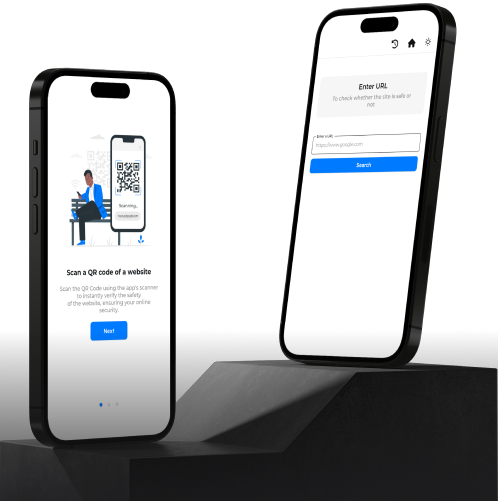 Scanning...
Scan a QR code of a website
Scan the QR Code using the app's scanner
to instantly verify the safety
of the website, ensuring your online
security.
Next
Enter URL
To check whether the site is safe or
not
Enter a URL
https://www.google.com
Search